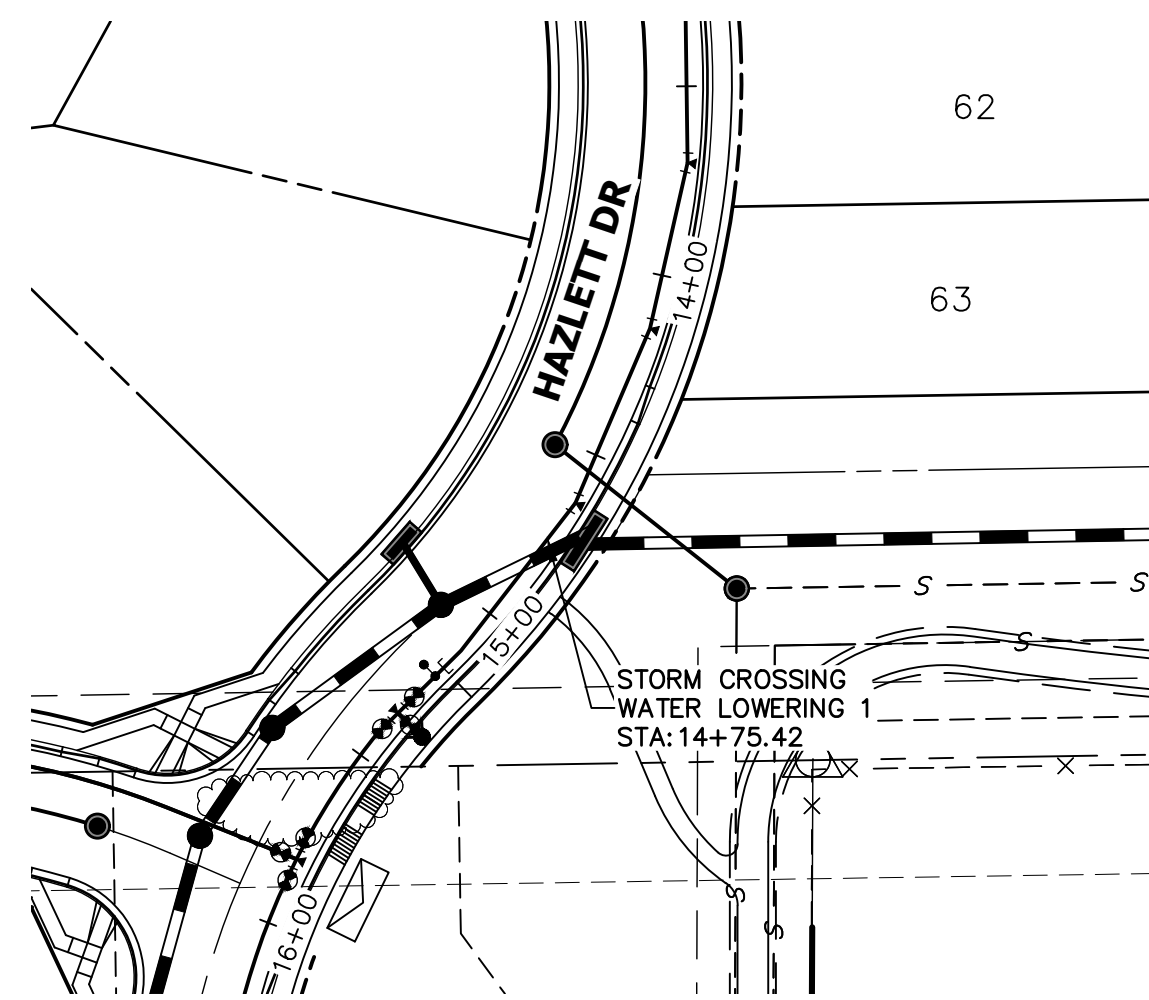 62
HAZLETT DR
14+00
63
S
S
15+00
S
STORM CROSSING
WATER LOWERING 1
STA:14+75.42
S
S
16+00